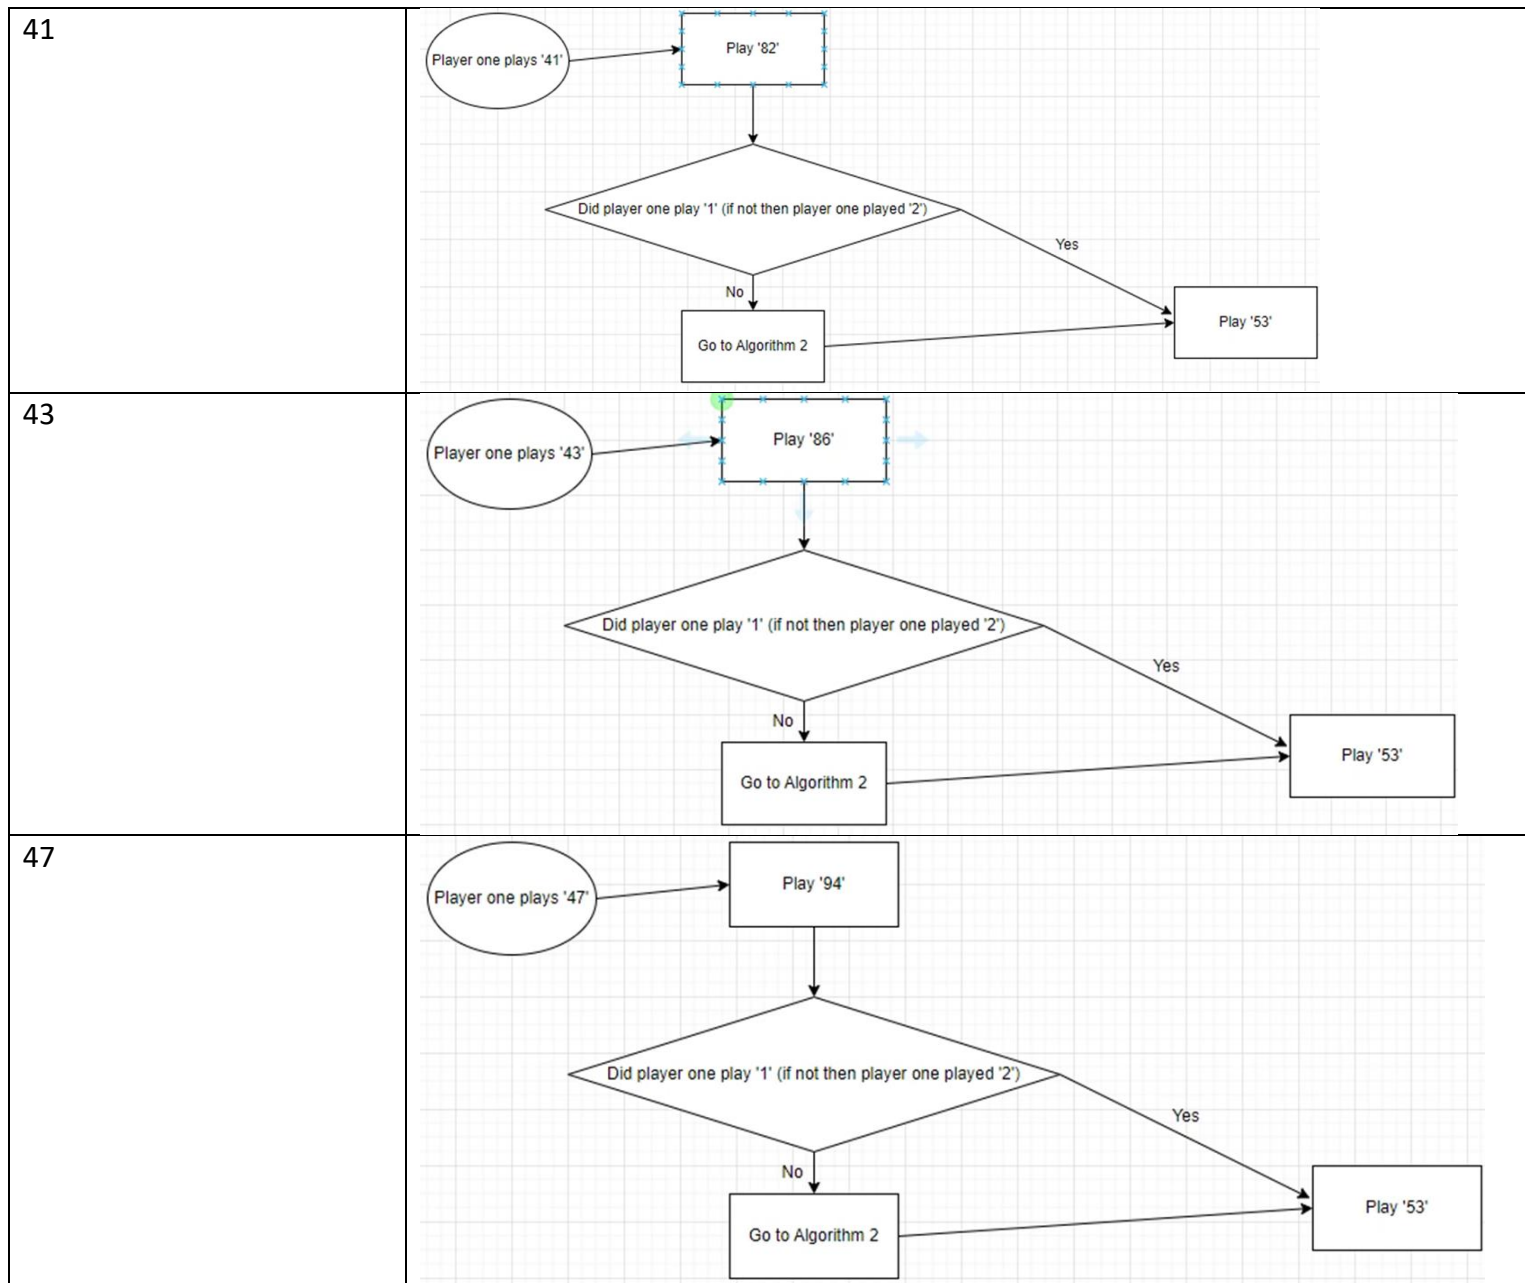 41
Player one plays '41'
Play '82'
Did player one play '1' (if not then player one played '2')
Yes
No
Go to Algorithm 2
Play '53'
43
Player one plays '43'
Play '86'
Did player one play '1' (if not then player one played '2')
Yes
No
Go to Algorithm 2
Play '53'
47
Player one plays '47'
Play '94'
Did player one play '1' (if not then player one played '2')
Yes
No
Go to Algorithm 2
Play '53'